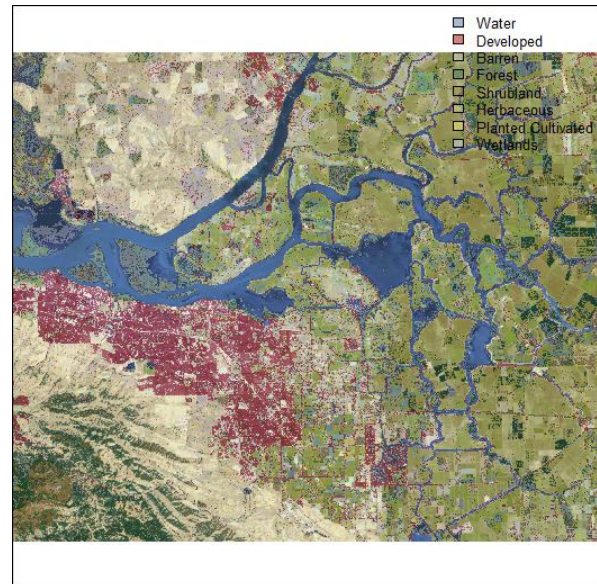 Water
Developed
Barren
Forest
Shrubland
Herbaceous
Planted Cultivated
Wetlands